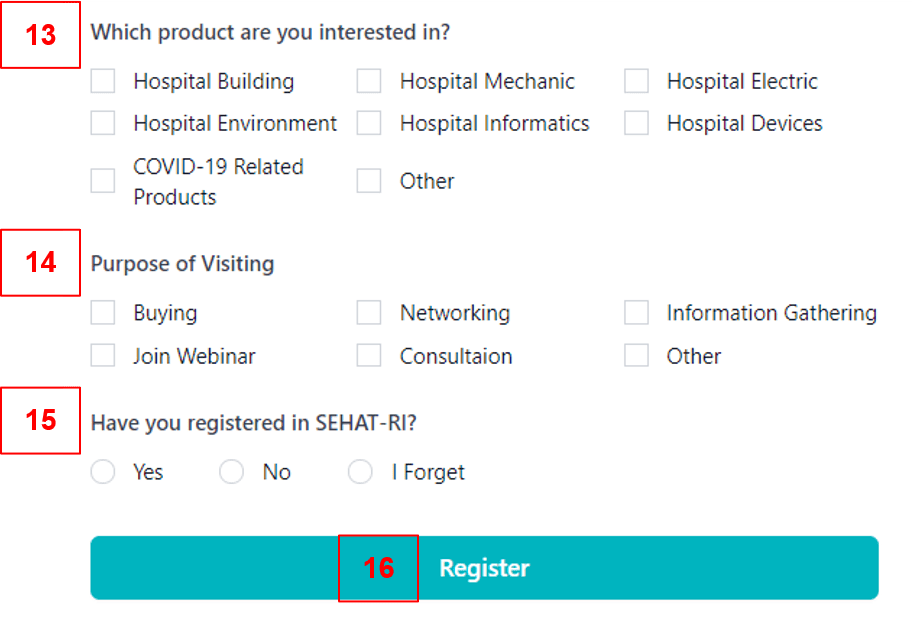 13 Which product are you interested in?
Hospital Building Hospital Mechanic Hospital Electric
Hospital Environment Hospital Informatics Hospital Devices
COVID-19 Related
Products
Other
14 Purpose of Visiting
Buying Networking Information Gathering
Join Webinar Consultaion Other
15 Have you registered in SEHAT-RI?
Yes No I Forget
16 Register